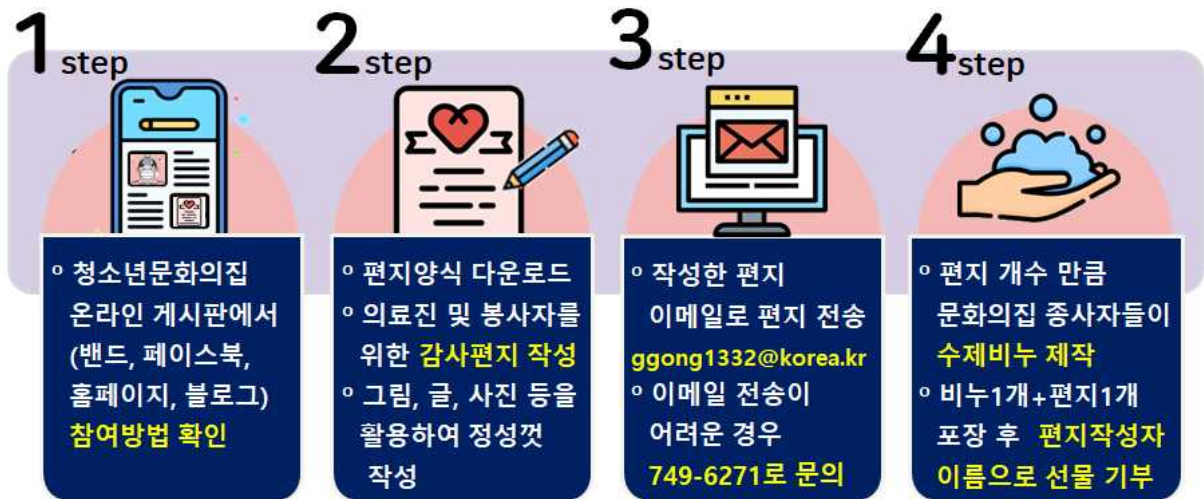 1 step
2 step
3 step
4 step
º 청소년문화의집
온라인 게시판에서
(밴드, 페이스북,
홈페이지, 블로그)
참여방법 확인
º 편지양식 다운로드
º 의료진 및 봉사자를
위한 감사편지 작성
º 그림, 글, 사진 등을
활용하여 정성껏
작성
º 작성한 편지
이메일로 편지 전송
ggong1332@korea.kr
º 이메일 전송이
어려운 경우
749-6271로 문의
º 편지 개수 만큼
문화의집 종사자들이
수제비누 제작
º 비누1개+편지1개
포장 후 편지작성자
이름으로 선물 기부